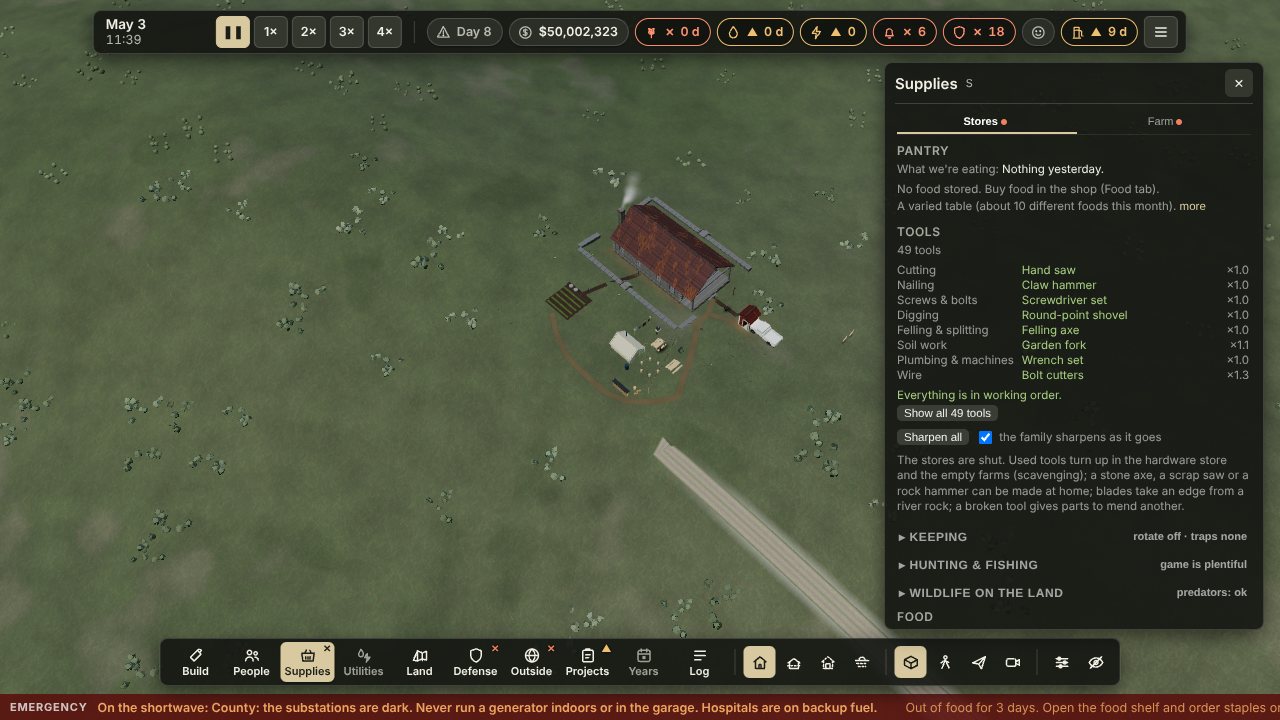 May 3
11:39
1×
2×
3×
4×
Day 8
$50,002,323
× 0 d
▲ 0 d
▲ 0
× 6
× 18
▲ 9 d
Supplies S
Stores
Farm
PANTRY
What we're eating: Nothing yesterday.
No food stored. Buy food in the shop (Food tab).
A varied table (about 10 different foods this month). more
TOOLS
49 tools
Cutting Hand saw ×1.0
Nailing Claw hammer ×1.0
Screws & bolts Screwdriver set ×1.0
Digging Round-point shovel ×1.0
Felling & splitting Felling axe ×1.0
Soil work Garden fork ×1.1
Plumbing & machines Wrench set ×1.0
Wire Bolt cutters ×1.3
Everything is in working order.
Show all 49 tools
Sharpen all the family sharpens as it goes
The stores are shut. Used tools turn up in the hardware store
and the empty farms (scavenging); a stone axe, a scrap saw or a
rock hammer can be made at home; blades take an edge from a
river rock; a broken tool gives parts to mend another.
▸ KEEPING rotate off · traps none
▸ HUNTING & FISHING game is plentiful
▸ WILDLIFE ON THE LAND predators: ok
FOOD
Build
People
Supplies
Utilities
Land
Defense
Outside
Projects
Years
Log
EMERGENCY On the shortwave: County: the substations are dark. Never run a generator indoors or in the garage. Hospitals are on backup fuel. Out of food for 3 days. Open the food shelf and order staples or